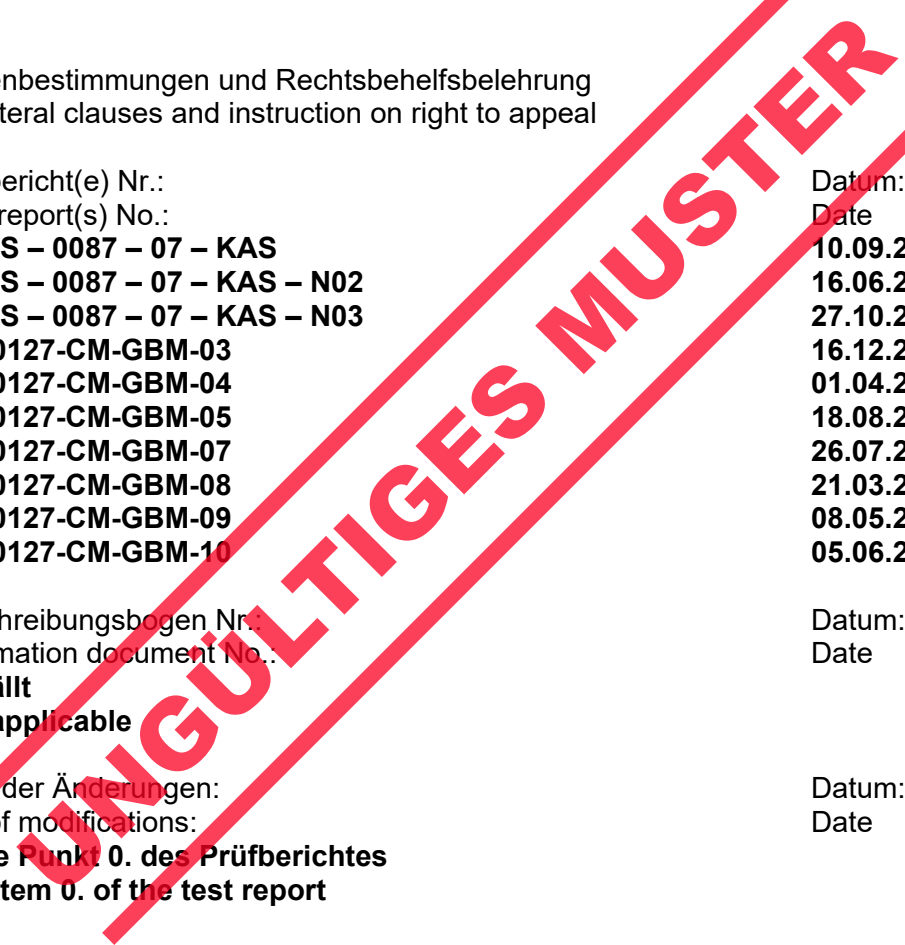 enbestimmungen und Rechtsbehelfsbelehrung
teral clauses and instruction on right to appeal
ericht(e) Nr.: Datum:
report(s) No.: Date
S – 0087 – 07 – KAS 10.09.2
S – 0087 – 07 – KAS – N02 16.06.2
S – 0087 – 07 – KAS – N03 27.10.2
0127-CM-GBM-03 16.12.2
0127-CM-GBM-04 01.04.2
0127-CM-GBM-05 18.08.2
0127-CM-GBM-07 26.07.2
0127-CM-GBM-08 21.03.2
0127-CM-GBM-09 08.05.2
0127-CM-GBM-10 05.06.2
hreibungsbogen Nr.: Datum:
mation document No.: Date
ällt
applicable
der Änderungen: Datum:
f modifications: Date
e Punkt 0. des Prüfberichtes
tem 0. of the test report
UNGÜLTIGES MUSTER